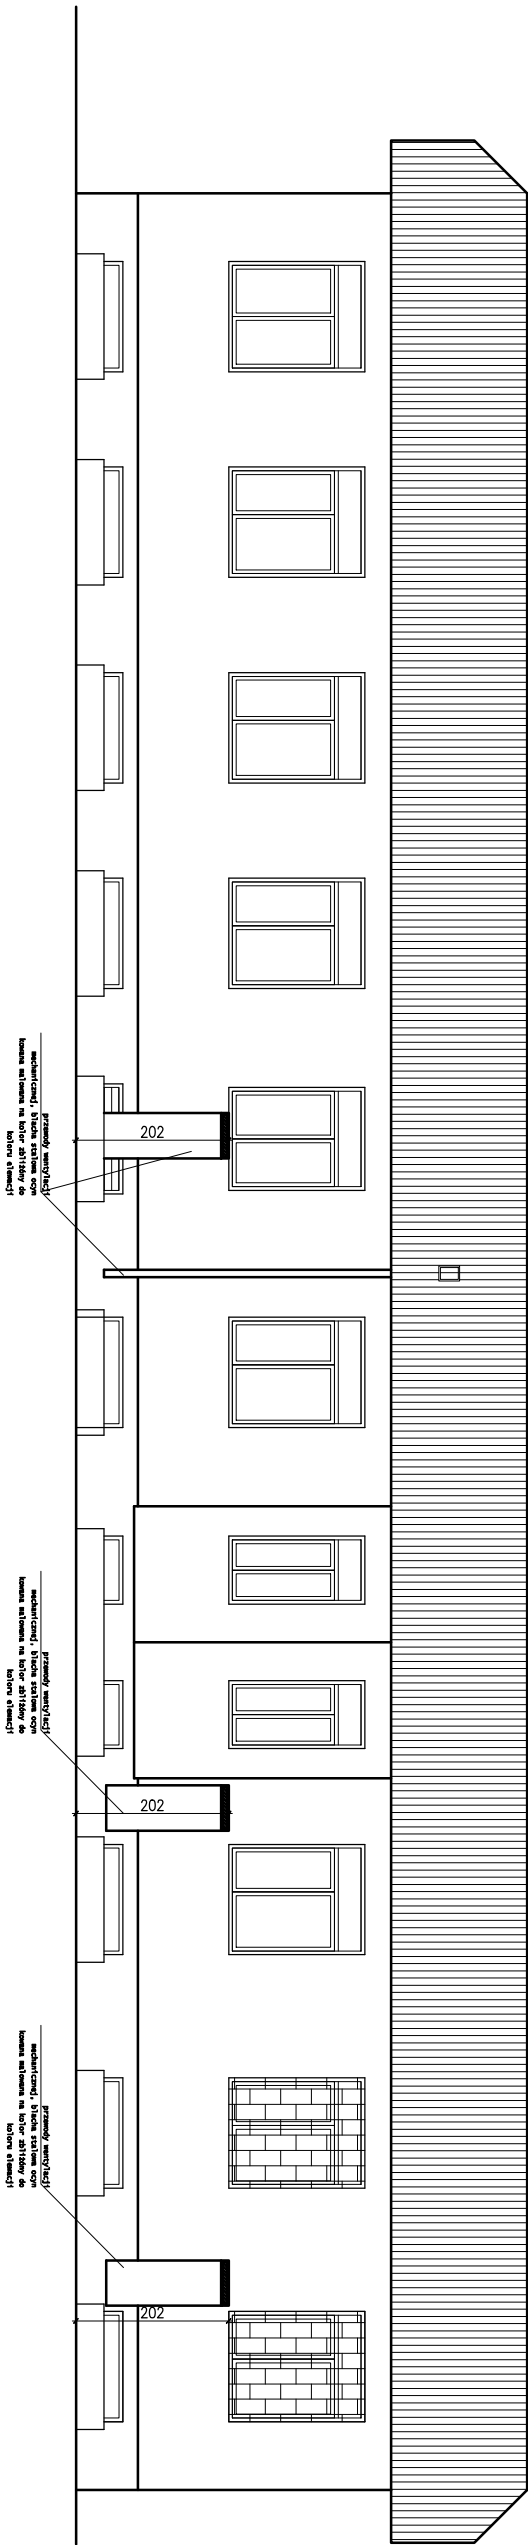 przewody wentylacji
mechanicznej, blacha stalowa ocyn
kowana malowana na kolor zbliżony do
koloru elewacji
202
przewody wentylacji
mechanicznej, blacha stalowa ocyn
kowana malowana na kolor zbliżony do
koloru elewacji
202
przewody wentylacji
mechanicznej, blacha stalowa ocyn
kowana malowana na kolor zbliżony do
koloru elewacji
202